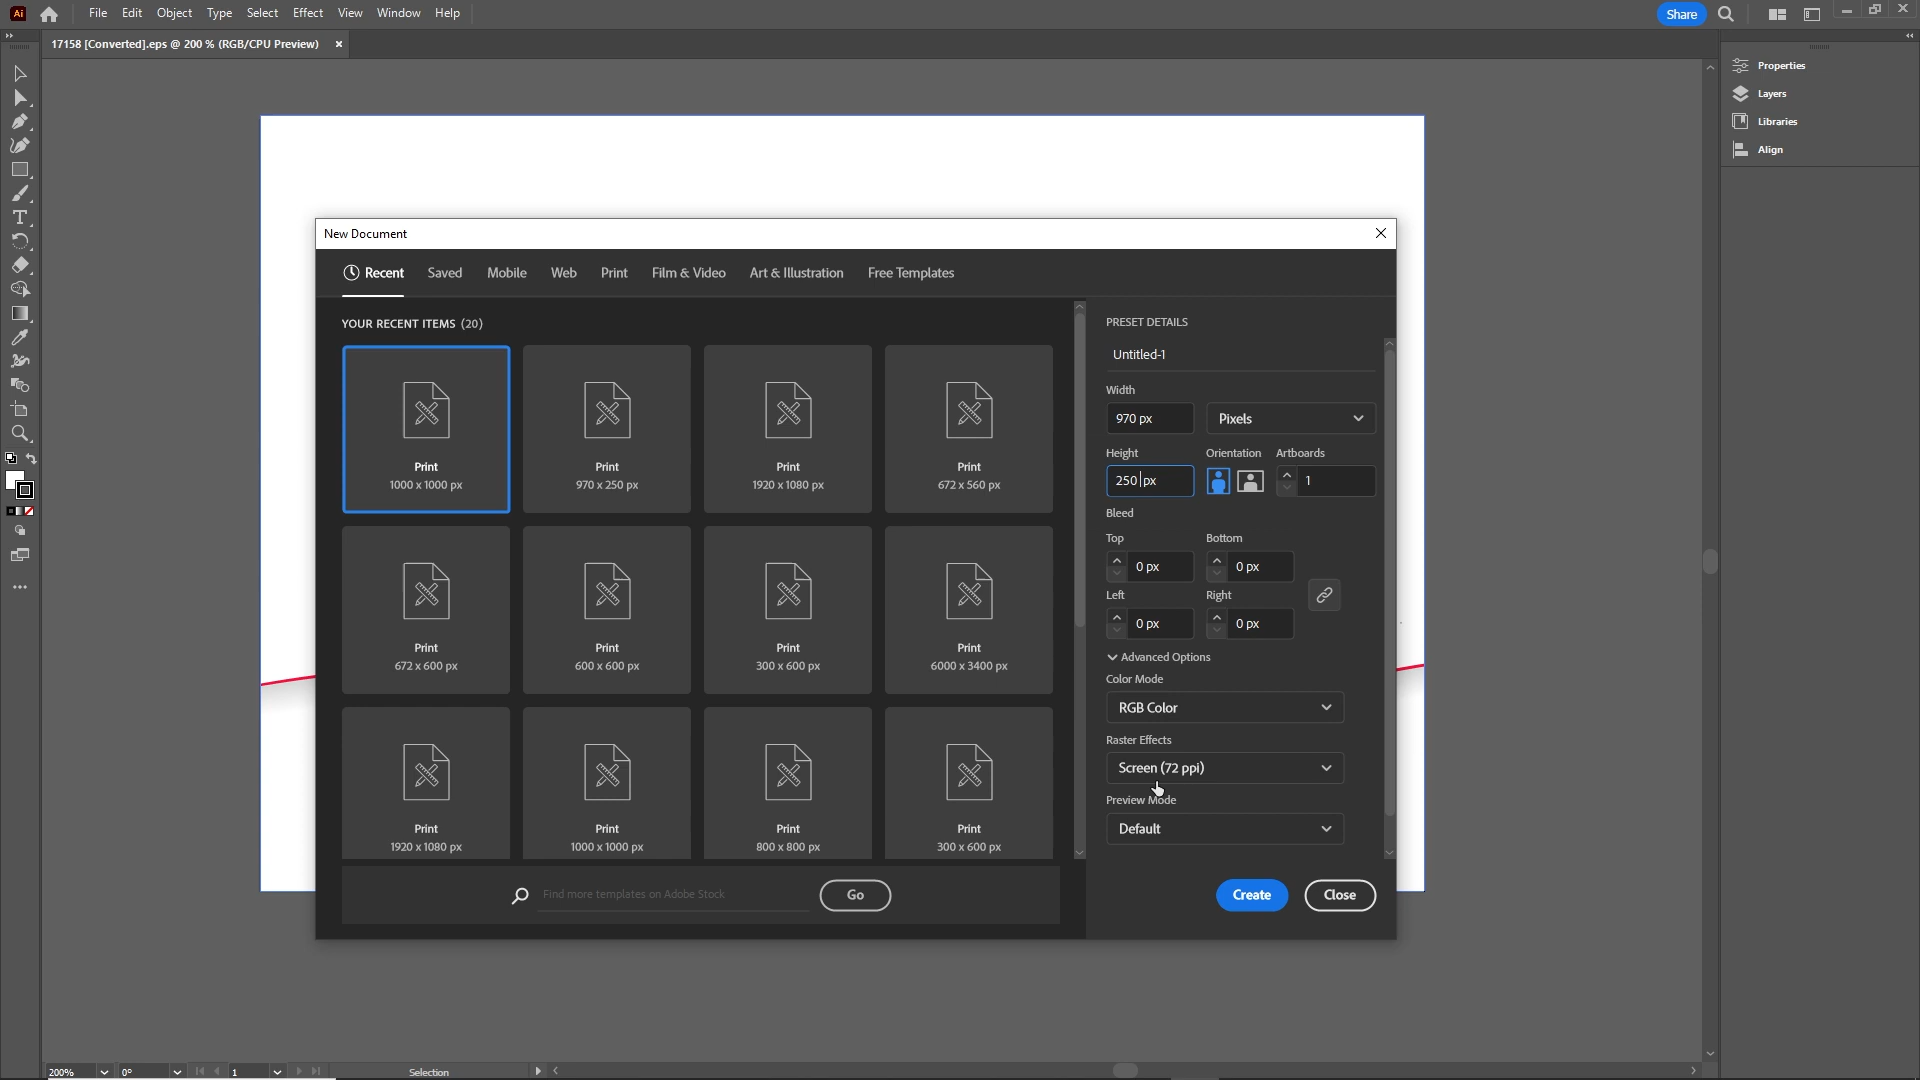 Ai File Edit Object Type Select Effect View Window Help Share
17158 [Converted].eps @ 200 % (RGB/CPU Preview) ×
Properties
Layers
Libraries
Align
New Document
Recent Saved Mobile Web Print Film & Video Art & Illustration Free Templates
YOUR RECENT ITEMS (20)
Print Print Print Print
1000 x 1000 px 970 x 250 px 1920 x 1080 px 672 x 560 px
Print Print Print Print
672 x 600 px 600 x 600 px 300 x 600 px 6000 x 3400 px
Print Print Print Print
1920 x 1080 px 1000 x 1000 px 800 x 800 px 300 x 600 px
Find more templates on Adobe Stock Go
PRESET DETAILS
Untitled-1
Width
970 px Pixels
Height Orientation Artboards
250 px 1
Bleed
Top Bottom
0 px 0 px
Left Right
0 px 0 px
Advanced Options
Color Mode
RGB Color
Raster Effects
Screen (72 ppi)
Preview Mode
Default
Create Close
200% 0° 1 Selection